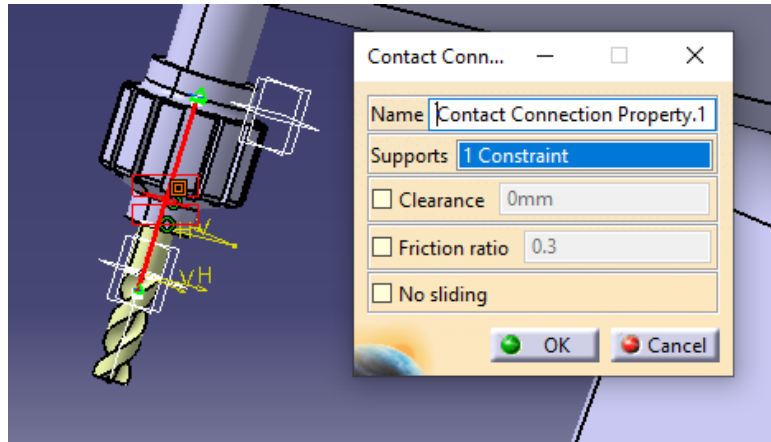 Contact Conn...
Name Contact Connection Property.1
Supports 1 Constraint
Clearance 0mm
Friction ratio 0.3
No sliding
OK Cancel
H V
V H